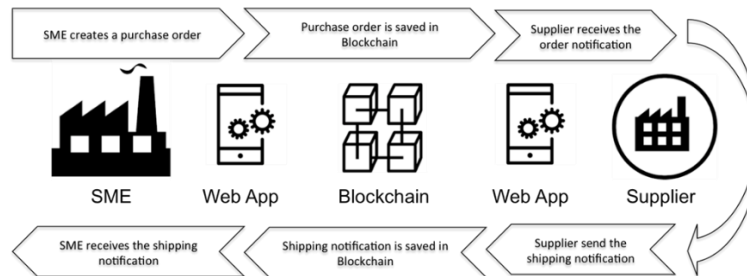 SME creates a purchase order
Purchase order is saved in
Blockchain
Supplier receives the
order notification
SME
Web App
Blockchain
Web App
Supplier
SME receives the shipping
notification
Shipping notification is saved in
Blockchain
Supplier send the
shipping notification